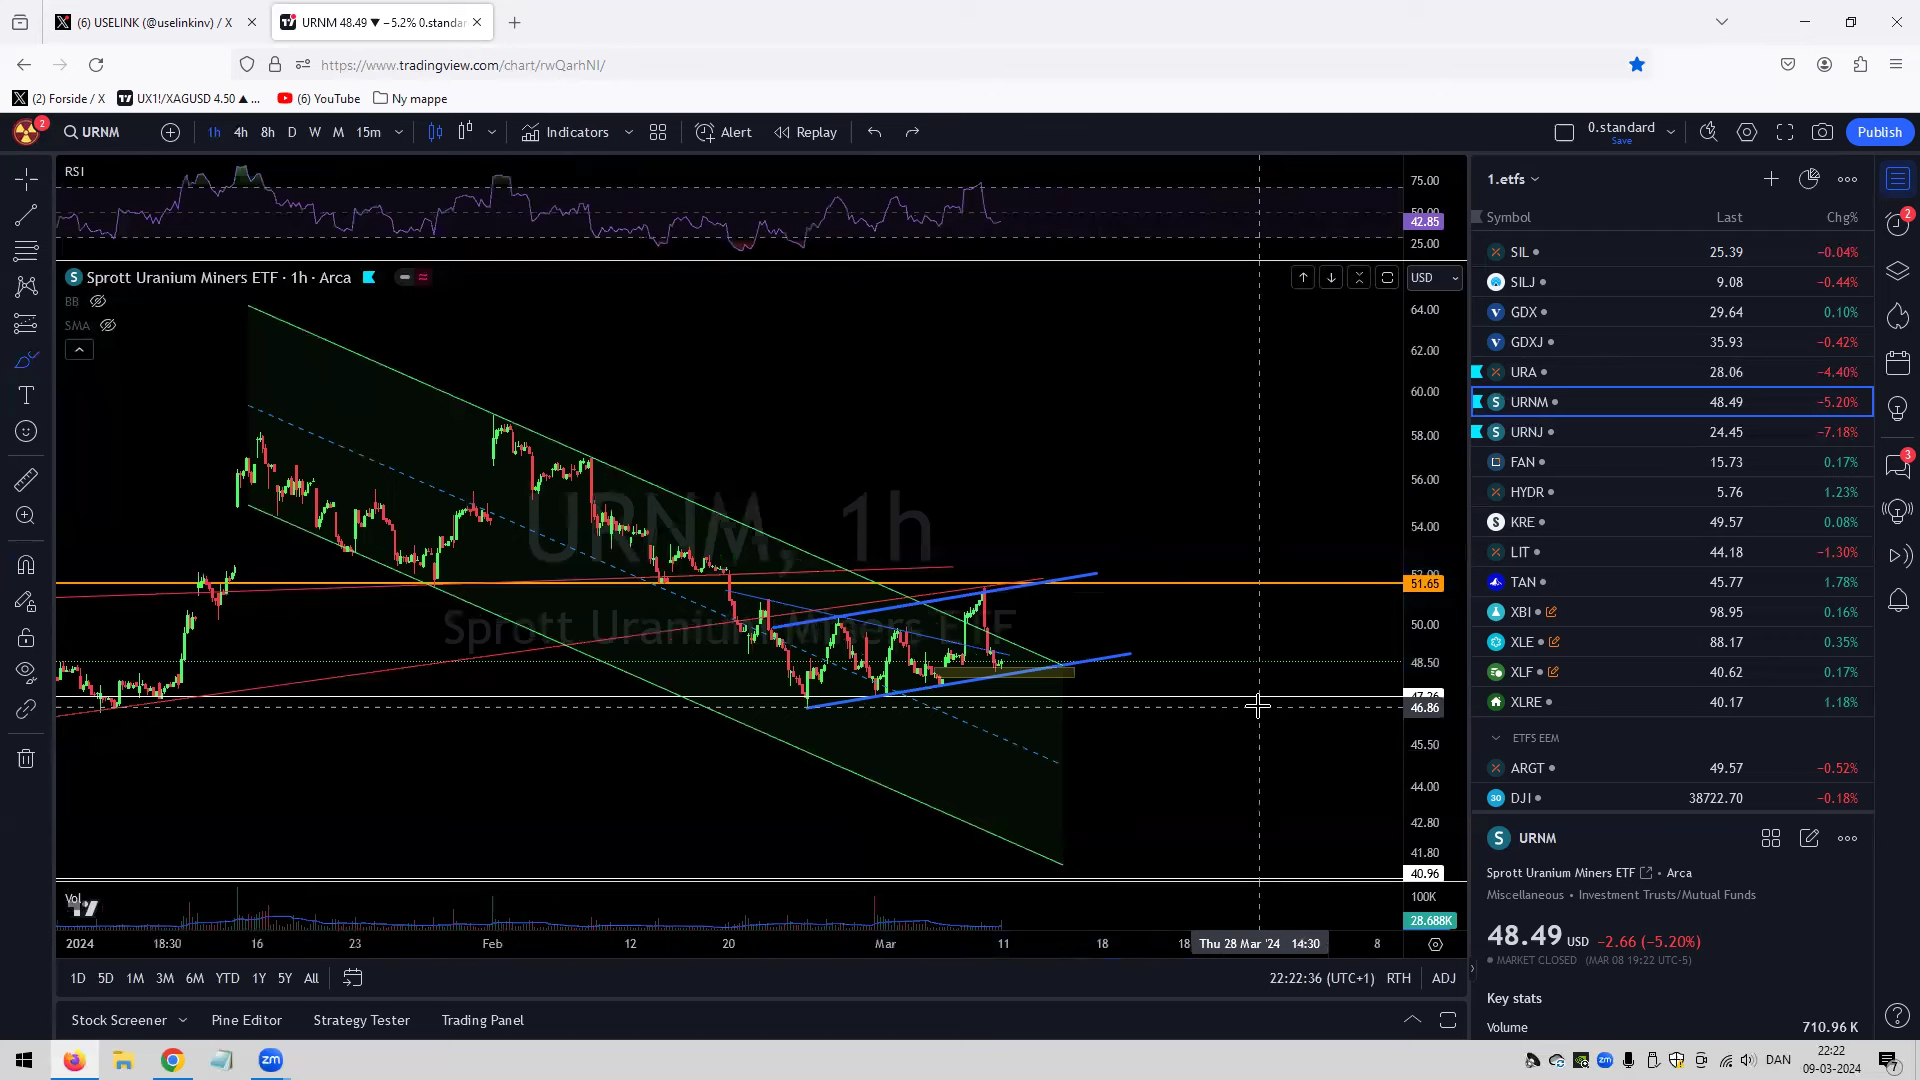 (6) USELINK (@uselinkinv) / X
URNM 48.49 ▼ −5.2% 0.standa
https://www.tradingview.com/chart/rwQarhNI/
(2) Forside / X
UX1!/XAGUSD 4.50 ▲ ...
(6) YouTube
Ny mappe
2
URNM
1h 4h 8h D W M 15m
Indicators
Alert
Replay
0.standard
Save
Publish
RSI
75.00
50.00
42.85
25.00
Sprott Uranium Miners ETF · 1h · Arca
USD
BB
SMA
URNM, 1h
Sprott Uranium Miners ETF
64.00
62.00
60.00
58.00
56.00
54.00
52.00
51.65
50.00
48.50
47.26
46.86
45.50
44.00
42.80
41.80
40.96
Vol
100K
28.688K
2024 18:30 16 23 Feb 12 20 Mar 11 18 18 Thu 28 Mar '24 14:30 8
1D 5D 1M 3M 6M YTD 1Y 5Y All
22:22:36 (UTC+1) RTH ADJ
Stock Screener Pine Editor Strategy Tester Trading Panel
1.etfs
Symbol Last Chg%
SIL 25.39 −0.04%
SILJ 9.08 −0.44%
GDX 29.64 0.10%
GDXJ 35.93 −0.42%
URA 28.06 −4.40%
URNM 48.49 −5.20%
URNJ 24.45 −7.18%
FAN 15.73 0.17%
HYDR 5.76 1.23%
KRE 49.57 0.08%
LIT 44.18 −1.30%
TAN 45.77 1.78%
XBI 98.95 0.16%
XLE 88.17 0.35%
XLF 40.62 0.17%
XLRE 40.17 1.18%
ETFS EEM
ARGT 49.57 −0.52%
30 DJI 38722.70 −0.18%
URNM
Sprott Uranium Miners ETF • Arca
Miscellaneous • Investment Trusts/Mutual Funds
48.49 USD −2.66 (−5.20%)
MARKET CLOSED (MAR 08 19:22 UTC-5)
Key stats
Volume 710.96 K
2
3
zm
zm
DAN
22:22
09-03-2024
7